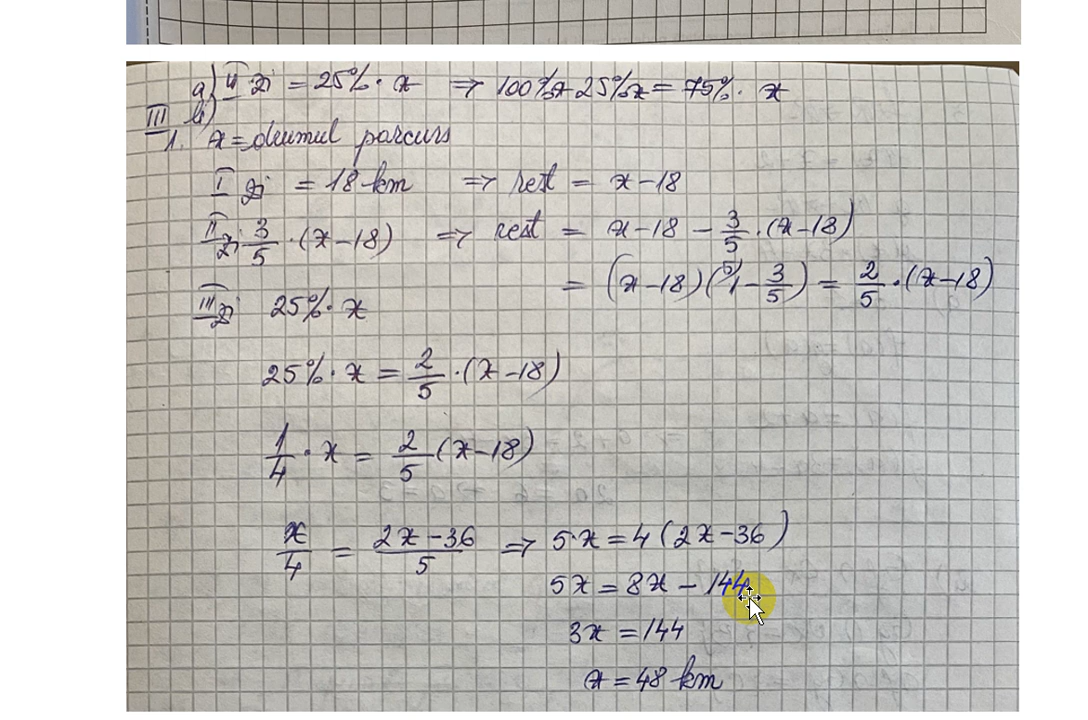 a) III zi = 25% · x ⇒ 100%x - 25%x = 75% · x
III b)
1. x = drumul parcurs
I zi = 18 km ⇒ rest = x - 18
II zi 3/5 · (x - 18) ⇒ rest = x - 18 - 3/5 · (x - 18)
= (x - 18)(5)1 - 3/5) = 2/5 · (x - 18)
III zi 25% · x
25% · x = 2/5 · (x - 18)
1/4 · x = 2/5 (x - 18)
x/4 = 2x - 36/5 ⇒ 5·x = 4(2x - 36)
5x = 8x - 144
3x = 144
x = 48 km